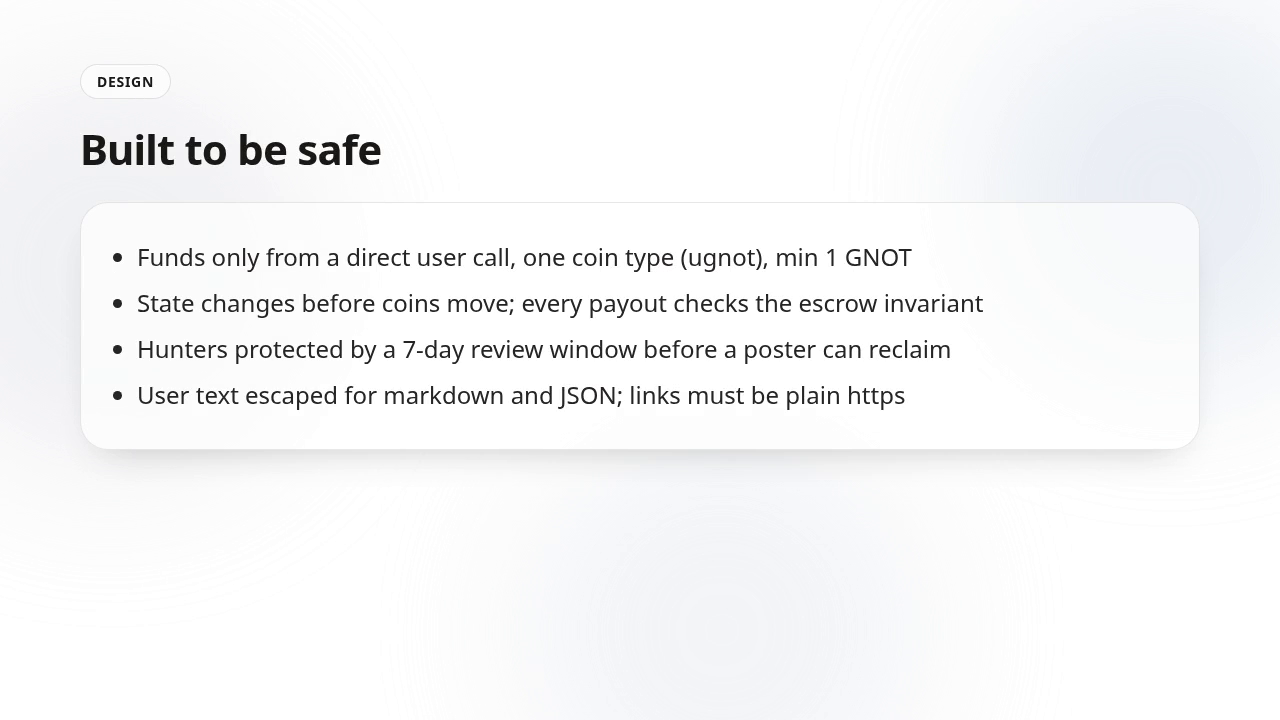 DESIGN
Built to be safe
Funds only from a direct user call, one coin type (ugnot), min 1 GNOT
State changes before coins move; every payout checks the escrow invariant
Hunters protected by a 7-day review window before a poster can reclaim
User text escaped for markdown and JSON; links must be plain https